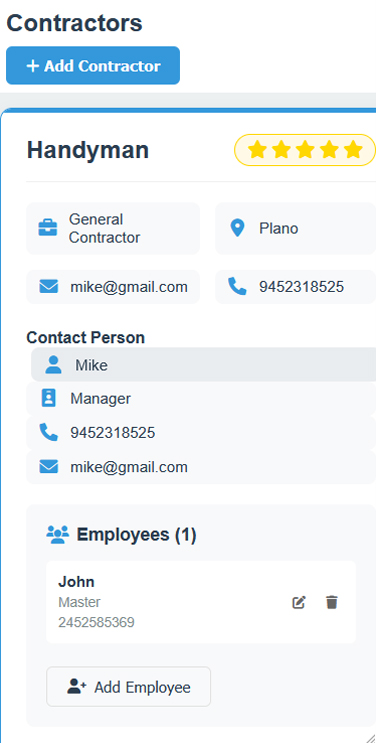 Contractors
Add Contractor
Handyman
General
Contractor
Plano
mike@gmail.com
9452318525
Contact Person
Mike
Manager
9452318525
mike@gmail.com
Employees (1)
John
Master
2452585369
Add Employee